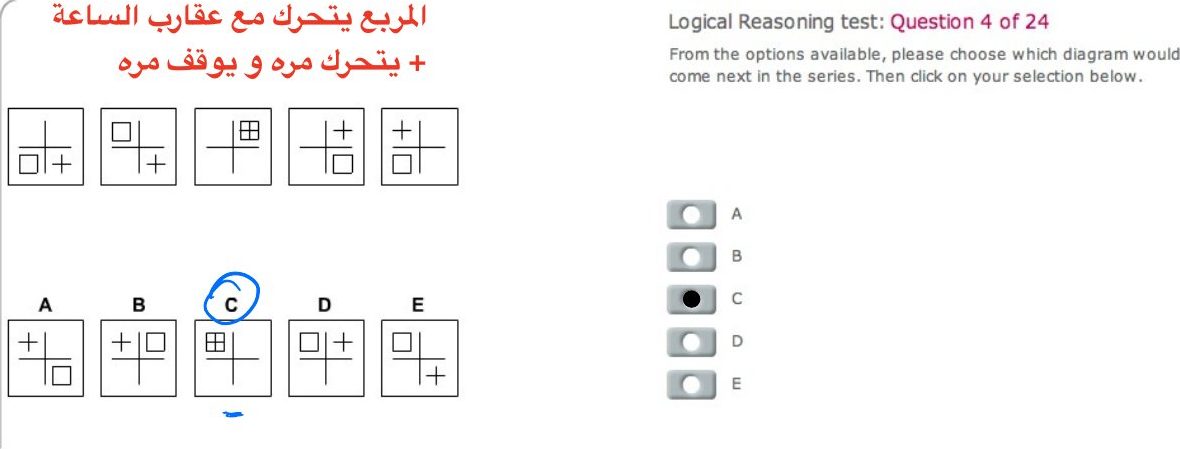 المربع يتحرك مع عقارب الساعة
+ يتحرك مره و يوقف مره
Logical Reasoning test: Question 4 of 24
From the options available, please choose which diagram would
come next in the series. Then click on your selection below.
A B C D E
A
B
C
D
E